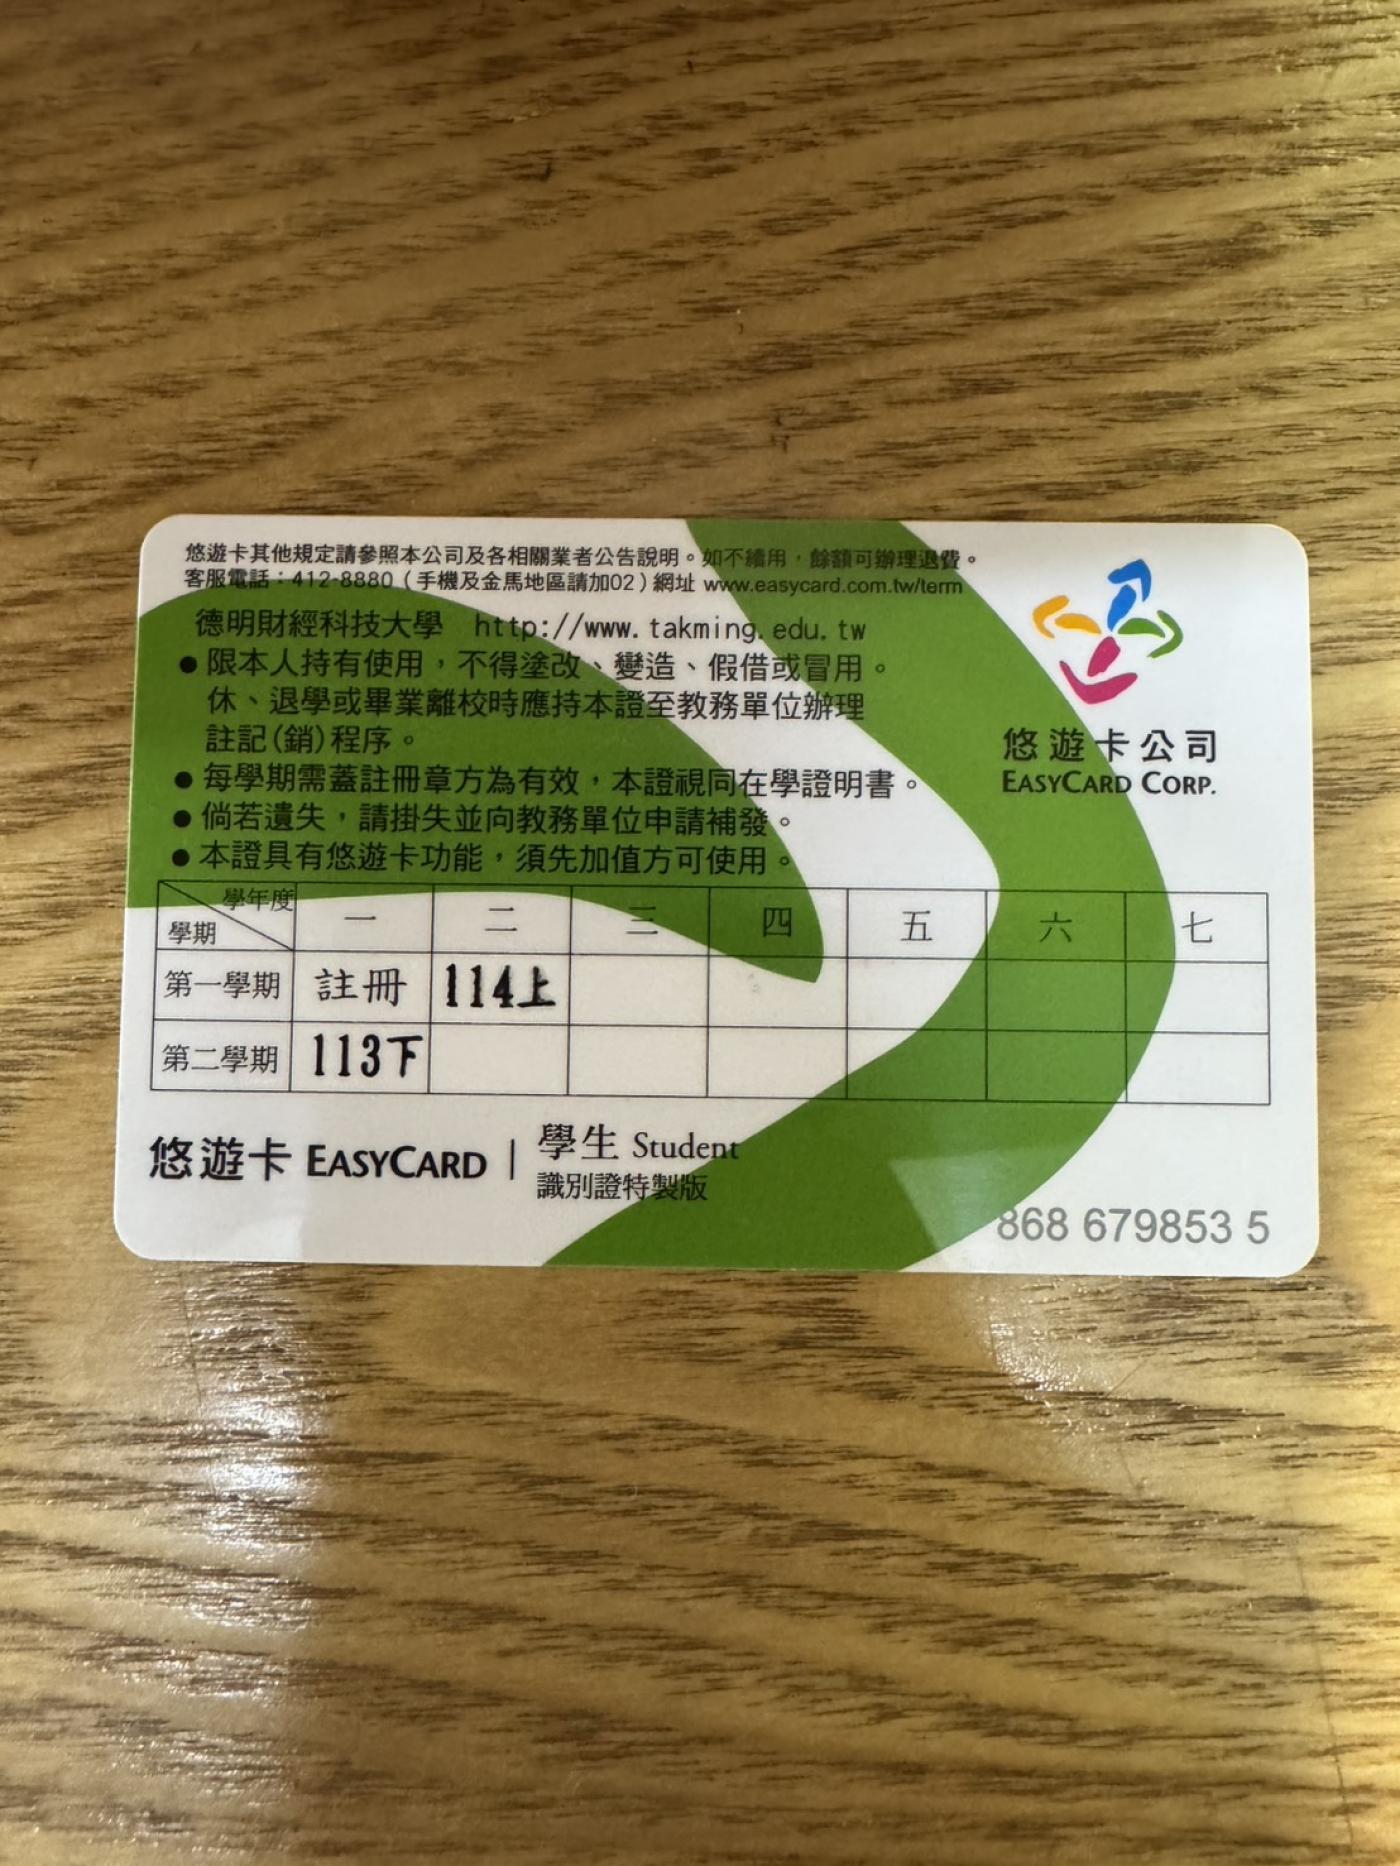 悠遊卡其他規定請參照本公司及各相關業者公告說明。如不續用,餘額可辦理退費。
客服電話:412-8880(手機及金馬地區請加02)網址 www.easycard.com.tw/term
德明財經科技大學 http://www.takming.edu.tw
●限本人持有使用,不得塗改、變造、假借或冒用。
休、退學或畢業離校時應持本證至教務單位辦理
註記(銷)程序。
●每學期需蓋註冊章方為有效,本證視同在學證明書。
●倘若遺失,請掛失並向教務單位申請補發。
●本證具有悠遊卡功能,須先加值方可使用。
悠遊卡公司
EASYCARD CORP.
學年度 一 二 三 四 五 六 七
學期
第一學期 註冊 114上
第二學期 113下
悠遊卡 EASYCARD | 學生 Student
識別證特製版
868 679853 5